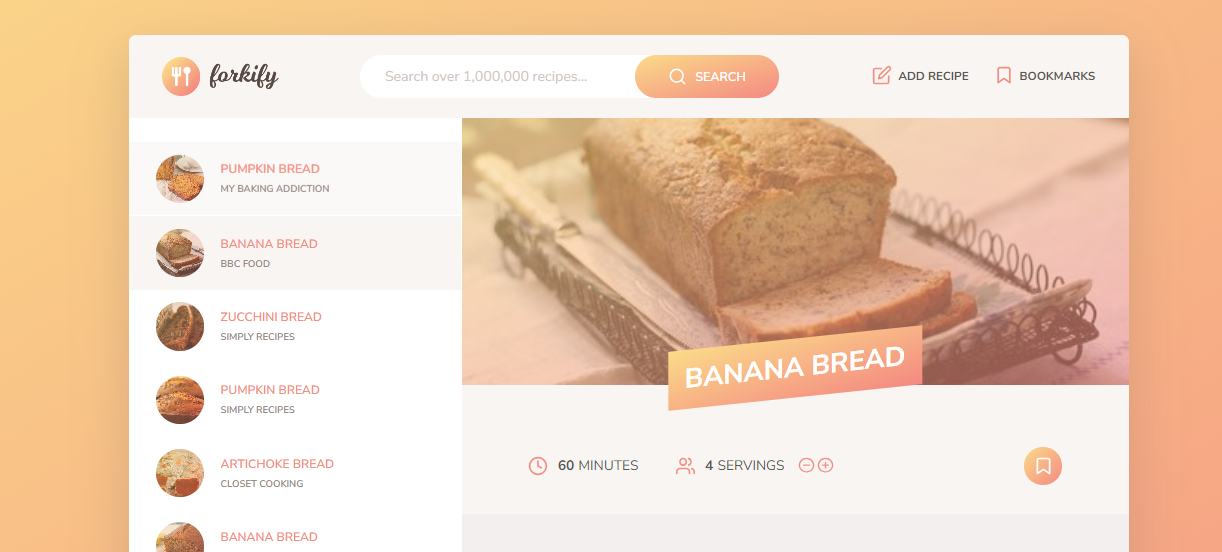 forkify
Search over 1,000,000 recipes...
SEARCH
ADD RECIPE
BOOKMARKS
PUMPKIN BREAD
MY BAKING ADDICTION
BANANA BREAD
BBC FOOD
ZUCCHINI BREAD
SIMPLY RECIPES
PUMPKIN BREAD
SIMPLY RECIPES
ARTICHOKE BREAD
CLOSET COOKING
BANANA BREAD
BANANA BREAD
60 MINUTES
4 SERVINGS